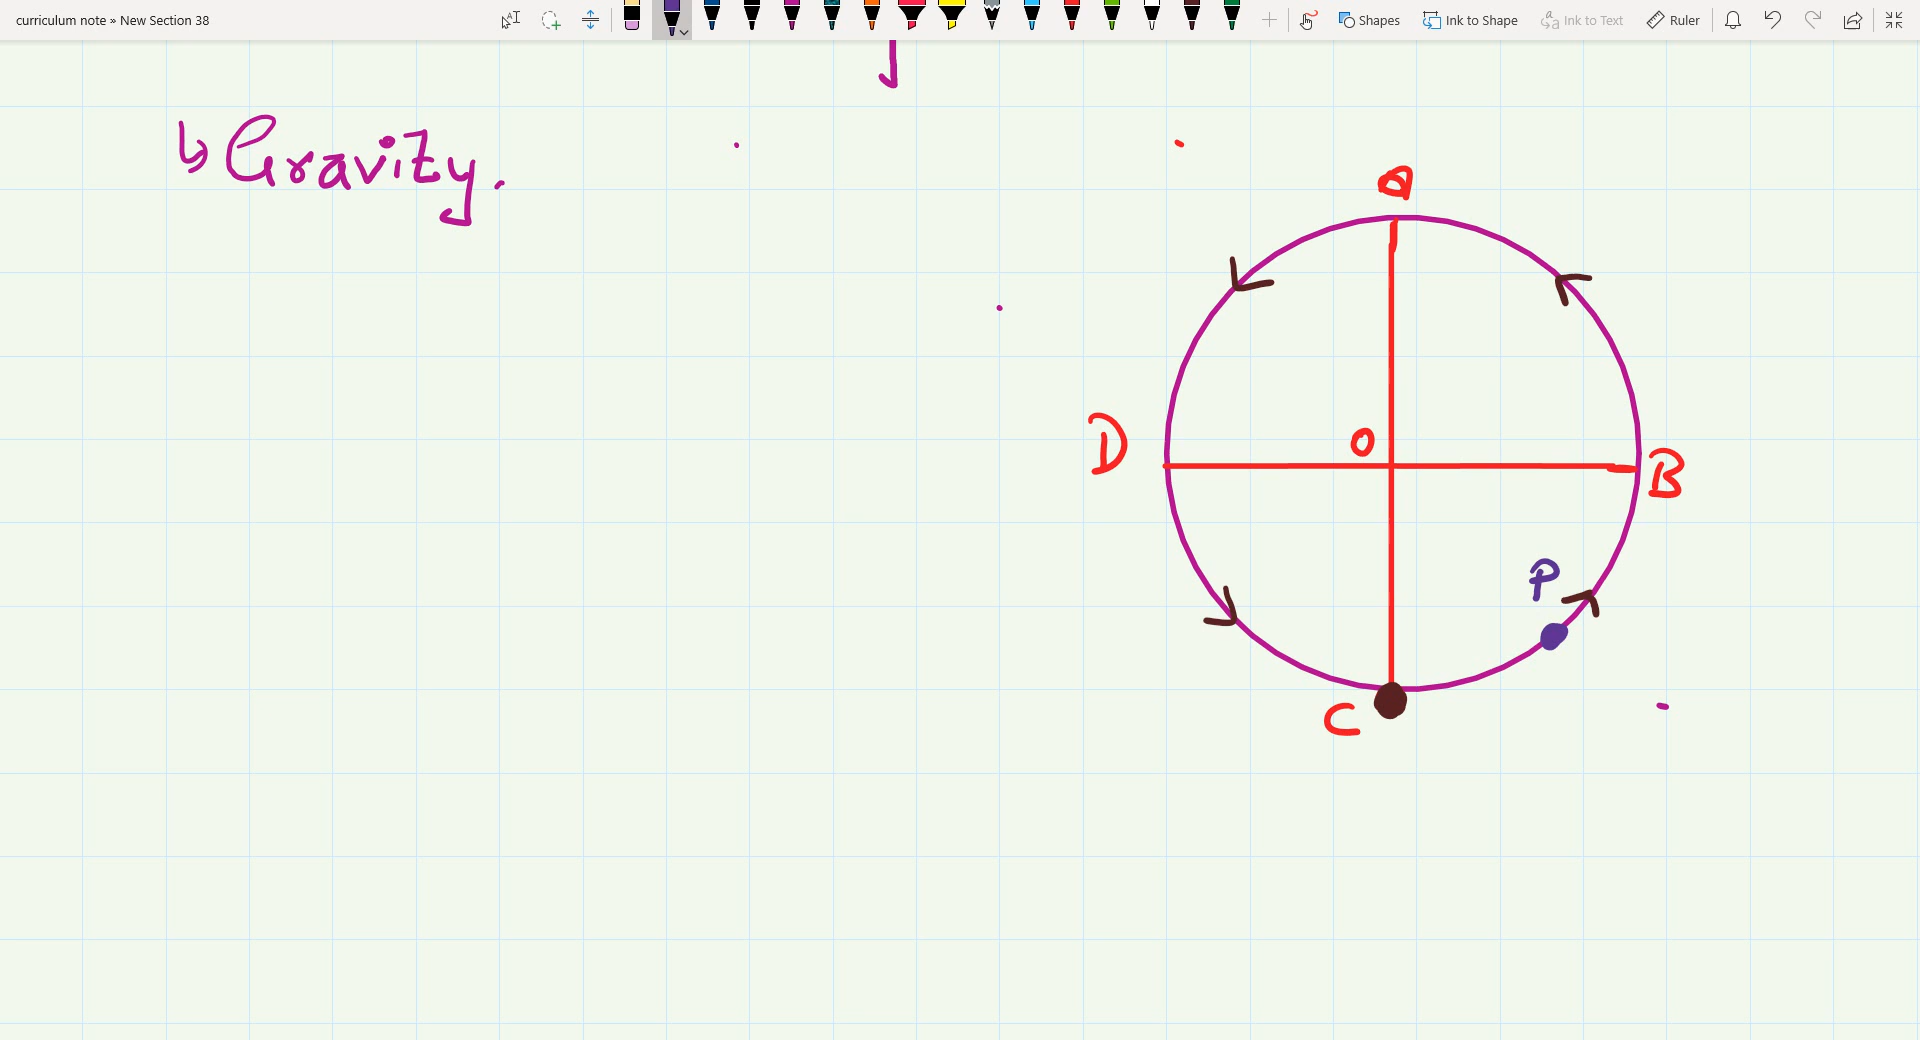 curriculum note » New Section 38
Shapes
Ink to Shape
Ink to Text
Ruler
↳ Gravity.
D
O
B
P
C